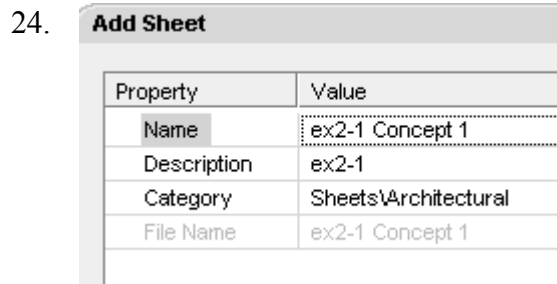 24. Add Sheet
Property Value
Name ex2-1 Concept 1
Description ex2-1
Category Sheets\Architectural
File Name ex2-1 Concept 1